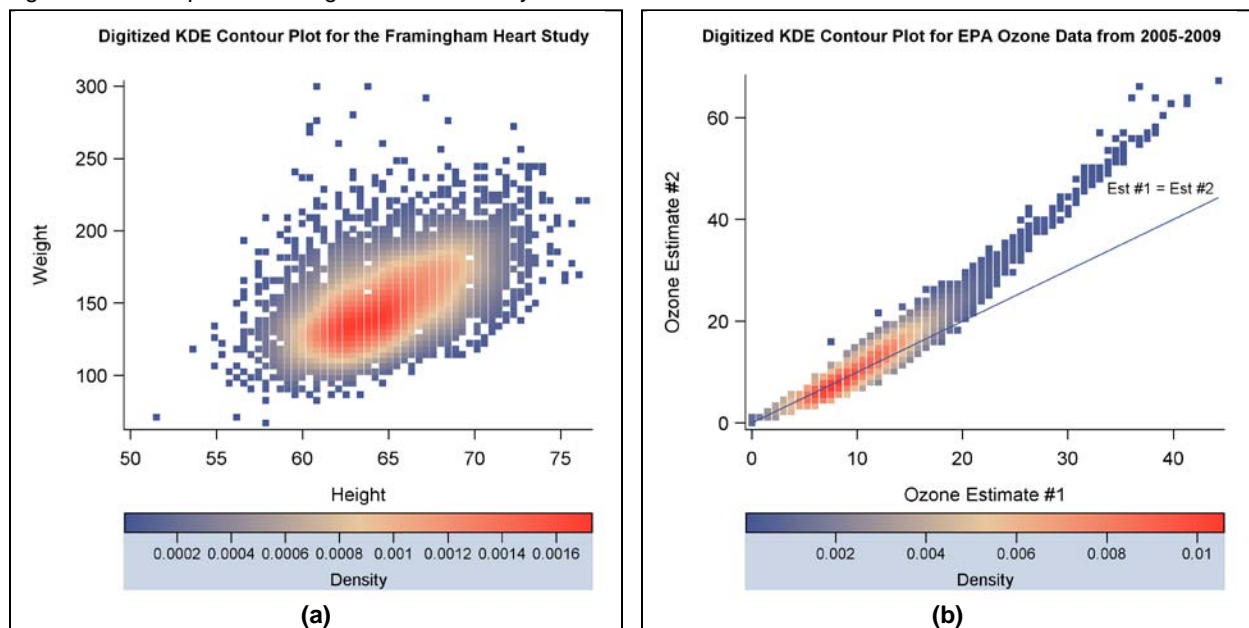 Digitized KDE Contour Plot for the Framingham Heart Study
300
250
200
150
100
Weight
50 55 60 65 70 75
Height
0.0002 0.0004 0.0006 0.0008 0.001 0.0012 0.0014 0.0016
Density
(a)
Digitized KDE Contour Plot for EPA Ozone Data from 2005-2009
60
40
20
0
Ozone Estimate #2
Est #1 = Est #2
0 10 20 30 40
Ozone Estimate #1
0.002 0.004 0.006 0.008 0.01
Density
(b)